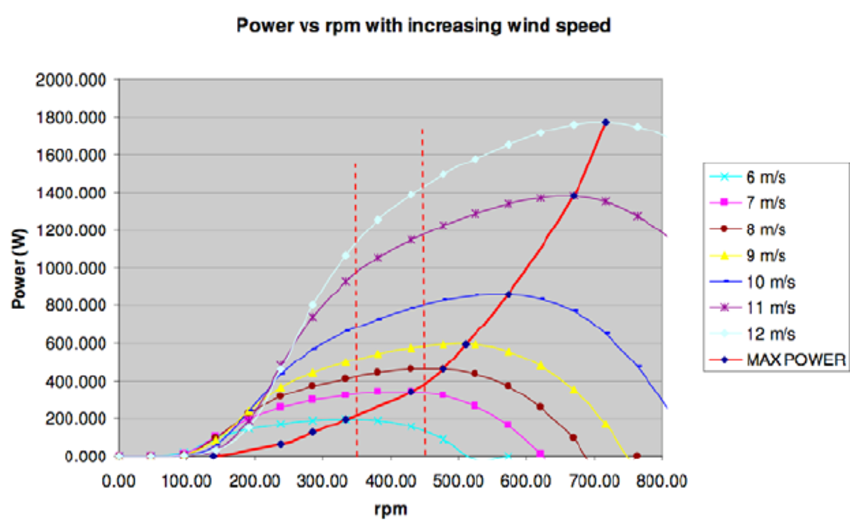 Power vs rpm with increasing wind speed
2000.000
1800.000
1600.000
1400.000
1200.000
1000.000
800.000
600.000
400.000
200.000
0.000
Power (W)
0.00 100.00 200.00 300.00 400.00 500.00 600.00 700.00 800.00
rpm
6 m/s
7 m/s
8 m/s
9 m/s
10 m/s
11 m/s
12 m/s
MAX POWER